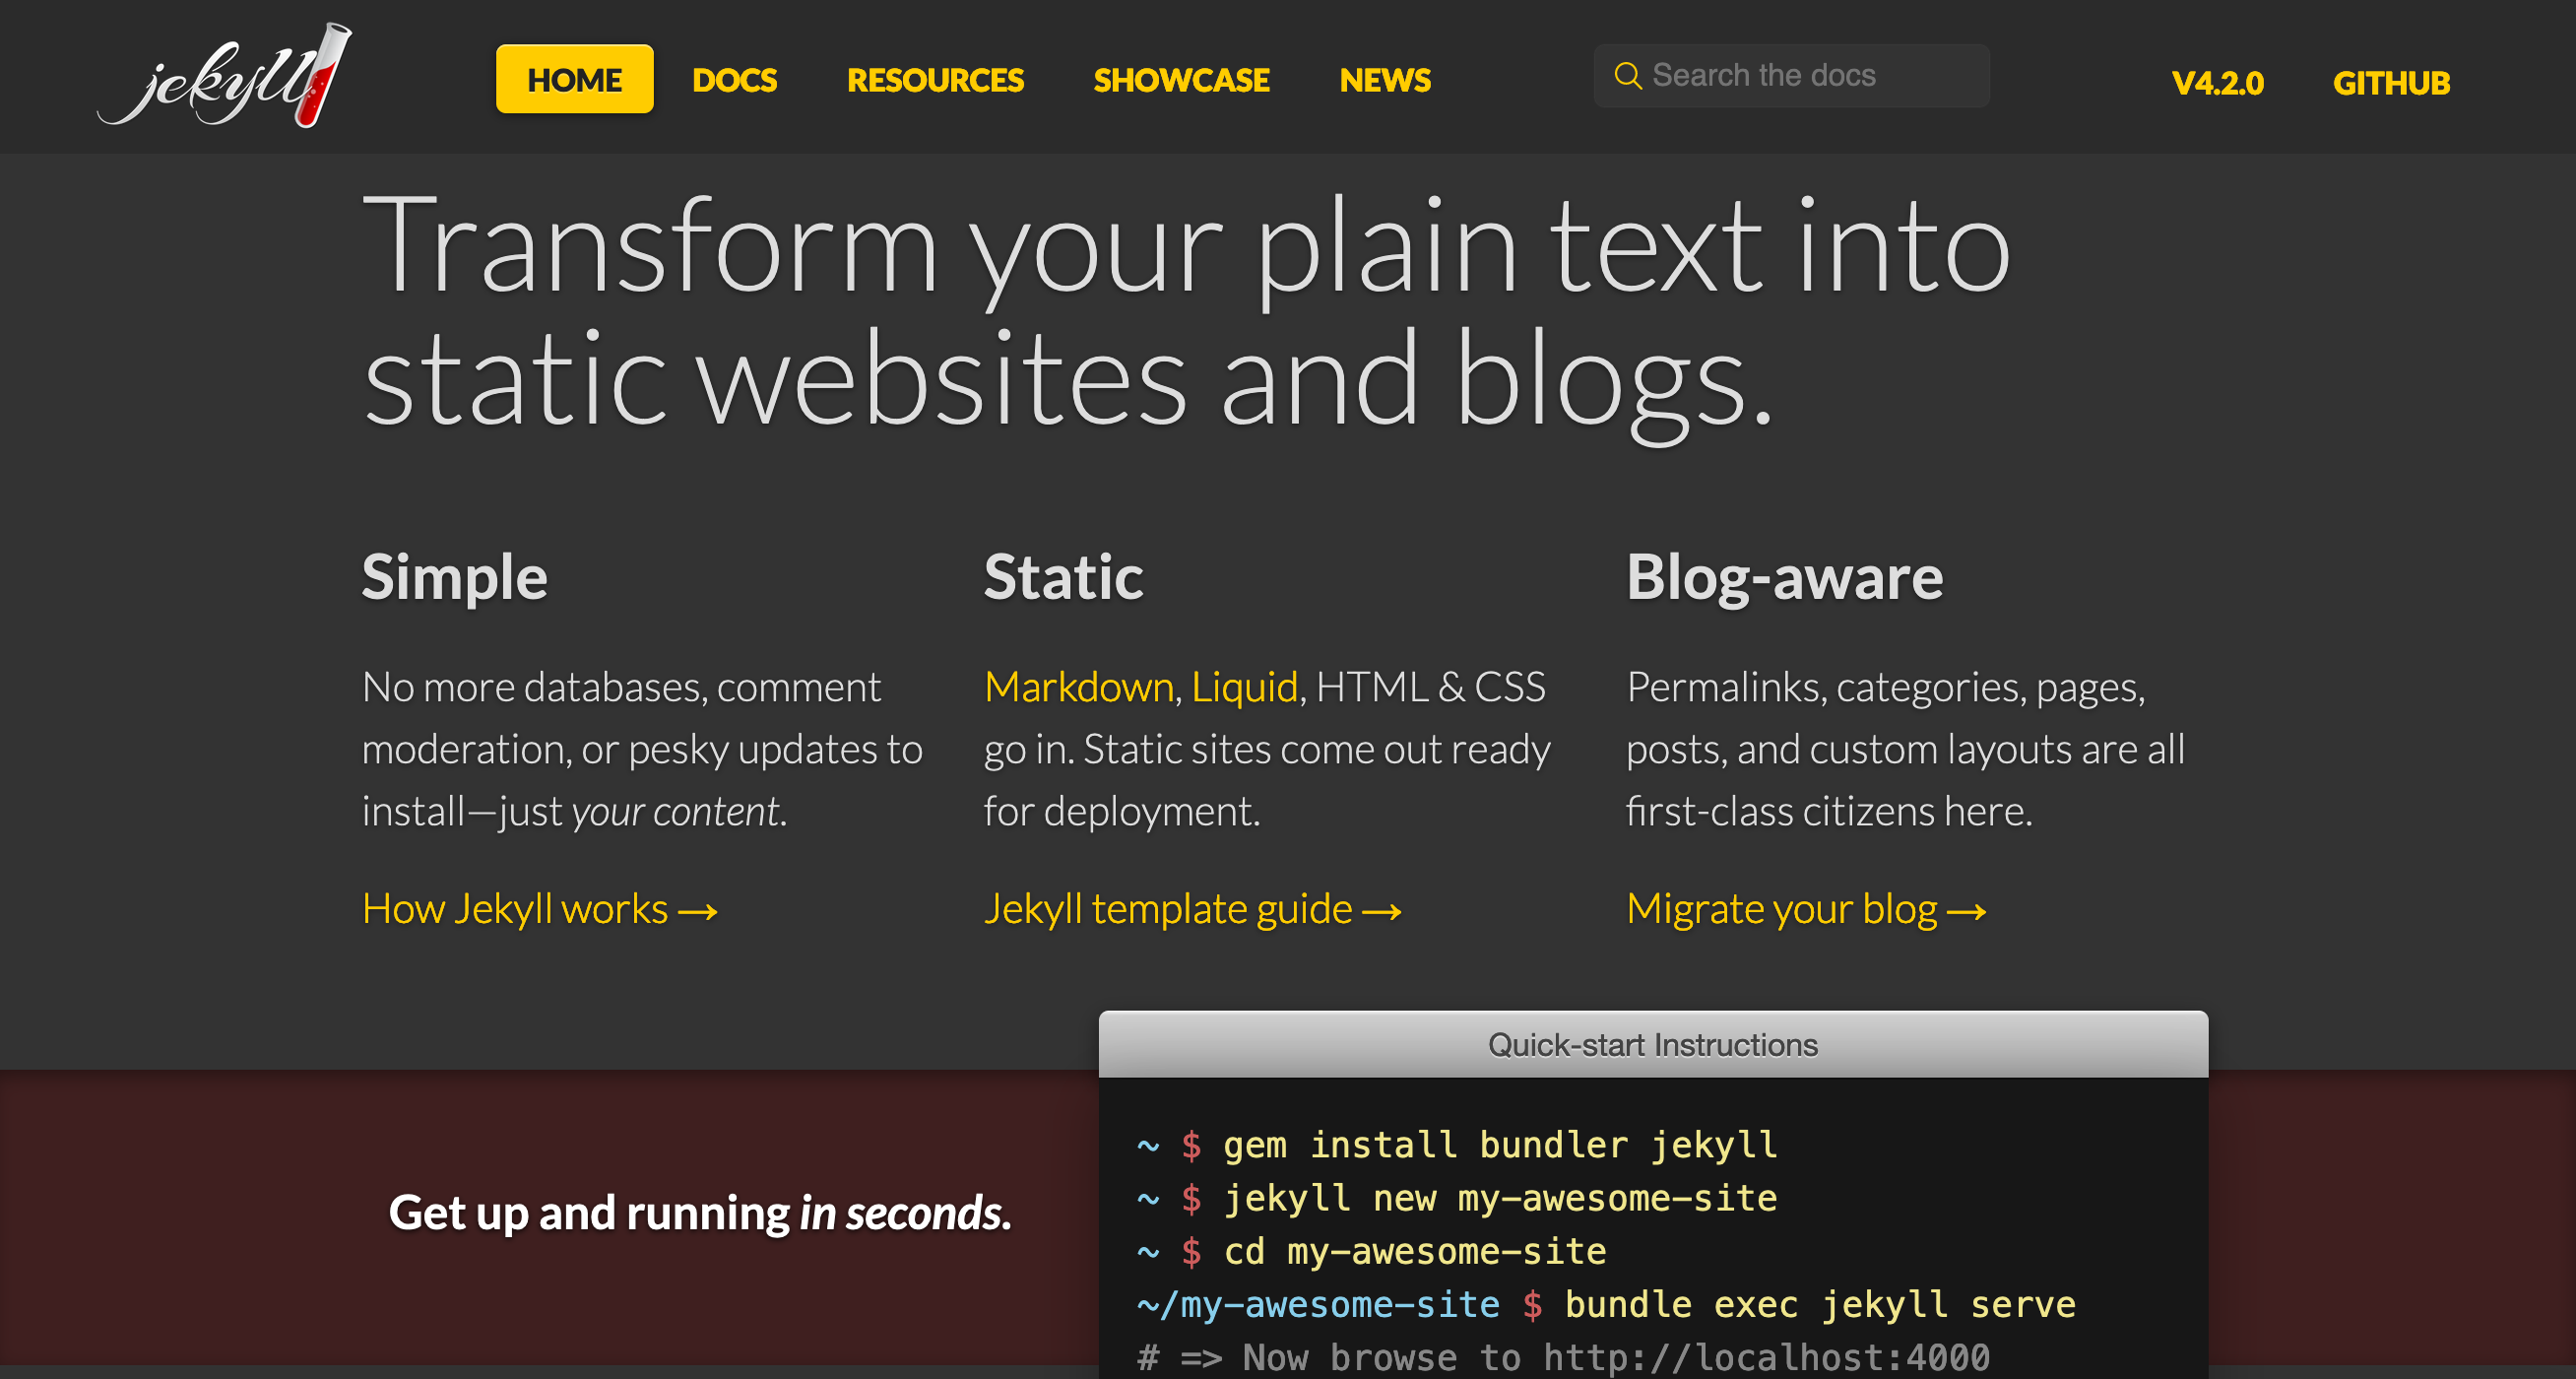 jekyll
HOME
DOCS
RESOURCES
SHOWCASE
NEWS
Search the docs
V4.2.0
GITHUB
Transform your plain text into
static websites and blogs.
Simple
No more databases, comment
moderation, or pesky updates to
install—just your content.
How Jekyll works →
Static
Markdown, Liquid, HTML & CSS
go in. Static sites come out ready
for deployment.
Jekyll template guide →
Blog-aware
Permalinks, categories, pages,
posts, and custom layouts are all
first-class citizens here.
Migrate your blog →
Get up and running in seconds.
Quick-start Instructions
~ $ gem install bundler jekyll
~ $ jekyll new my-awesome-site
~ $ cd my-awesome-site
~/my-awesome-site $ bundle exec jekyll serve
# => Now browse to http://localhost:4000